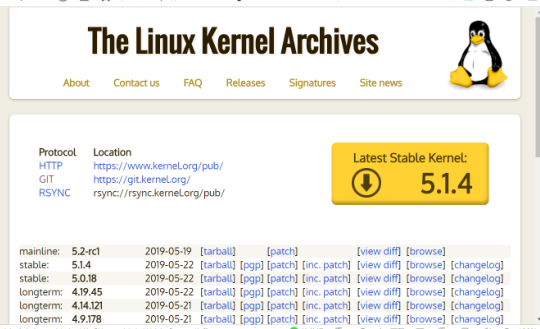 The Linux Kernel Archives
About Contact us FAQ Releases Signatures Site news
Protocol Location
HTTP https://www.kernel.org/pub/
GIT https://git.kernel.org/
RSYNC rsync://rsync.kernel.org/pub/
Latest Stable Kernel:
5.1.4
mainline: 5.2-rc1 2019-05-19 [tarball] [patch] [view diff] [browse]
stable: 5.1.4 2019-05-22 [tarball] [pgp] [patch] [inc. patch] [view diff] [browse] [changelog]
stable: 5.0.18 2019-05-22 [tarball] [pgp] [patch] [inc. patch] [view diff] [browse] [changelog]
longterm: 4.19.45 2019-05-22 [tarball] [pgp] [patch] [inc. patch] [view diff] [browse] [changelog]
longterm: 4.14.121 2019-05-21 [tarball] [pgp] [patch] [inc. patch] [view diff] [browse] [changelog]
longterm: 4.9.178 2019-05-21 [tarball] [pgp] [patch] [inc. patch] [view diff] [browse] [changelog]